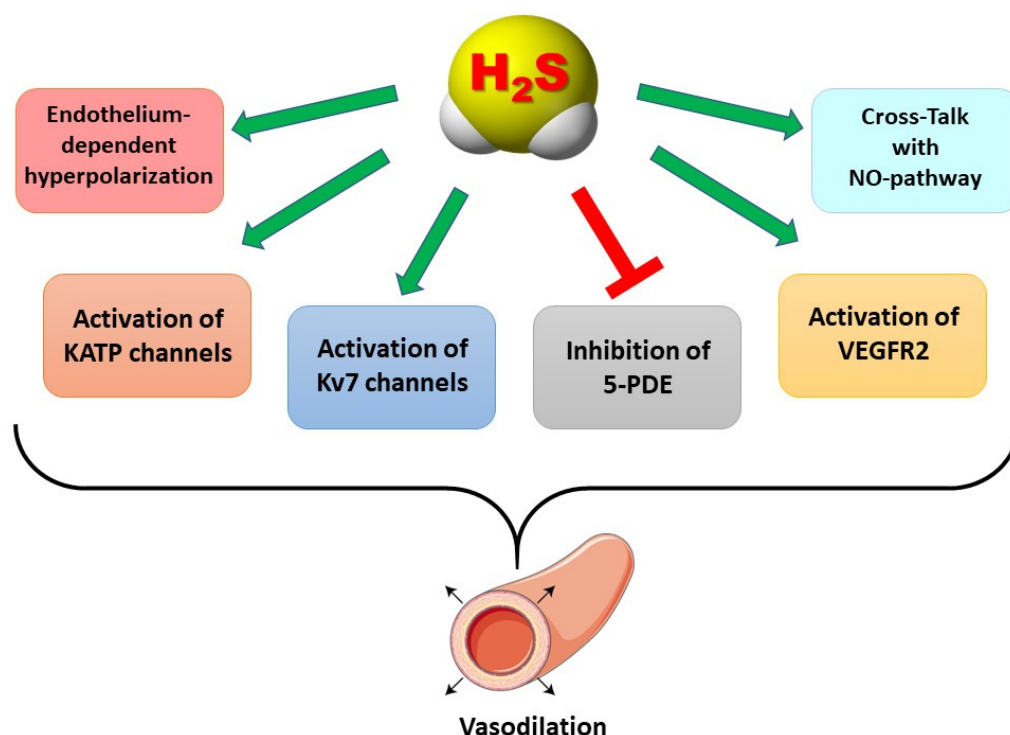 H₂S
Endothelium-
dependent
hyperpolarization
Cross-Talk
with
NO-pathway
Activation of
KATP channels
Activation of
Kv7 channels
Inhibition of
5-PDE
Activation of
VEGFR2
Vasodilation